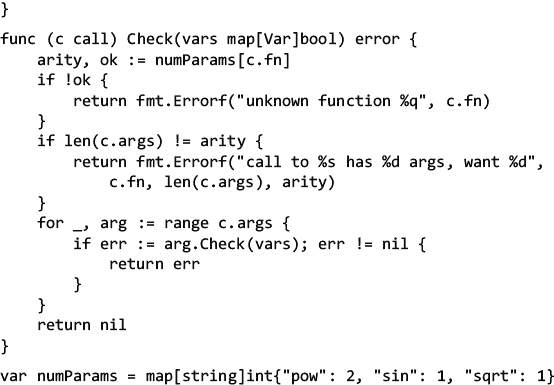 }
func (c call) Check(vars map[Var]bool) error {
    arity, ok := numParams[c.fn]
    if !ok {
        return fmt.Errorf("unknown function %q", c.fn)
    }
    if len(c.args) != arity {
        return fmt.Errorf("call to %s has %d args, want %d",
            c.fn, len(c.args), arity)
    }
    for _, arg := range c.args {
        if err := arg.Check(vars); err != nil {
            return err
        }
    }
    return nil
}
var numParams = map[string]int{"pow": 2, "sin": 1, "sqrt": 1}